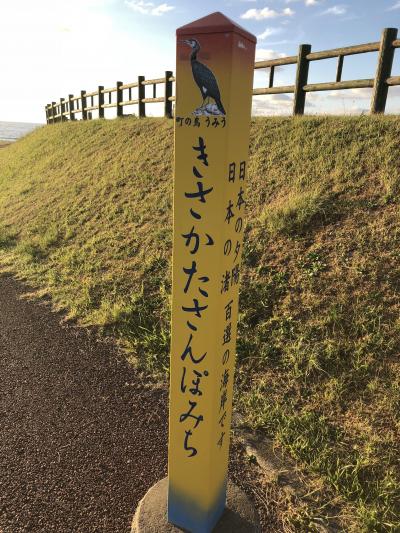 町の鳥うみう
きさかたさんぽみち
日本の夕陽
日本の渚百選の海岸です